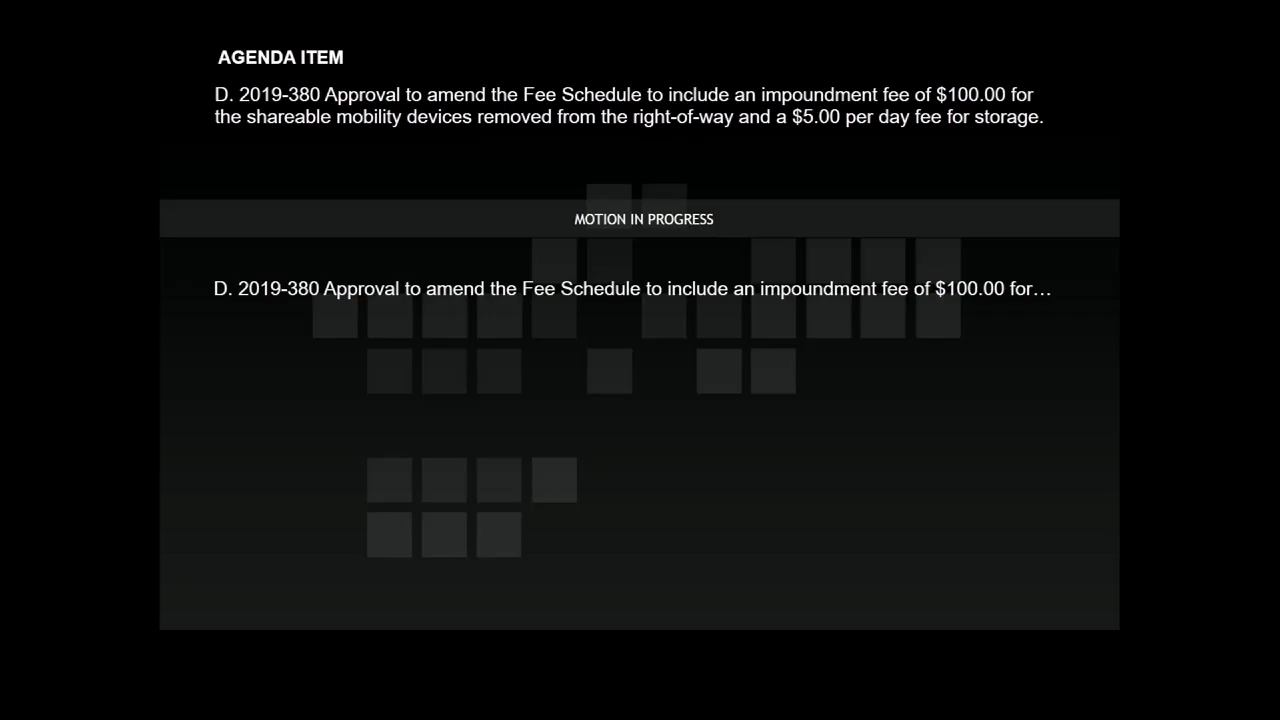 AGENDA ITEM
D. 2019-380 Approval to amend the Fee Schedule to include an impoundment fee of $100.00 for
the shareable mobility devices removed from the right-of-way and a $5.00 per day fee for storage.
MOTION IN PROGRESS
D. 2019-380 Approval to amend the Fee Schedule to include an impoundment fee of $100.00 for…